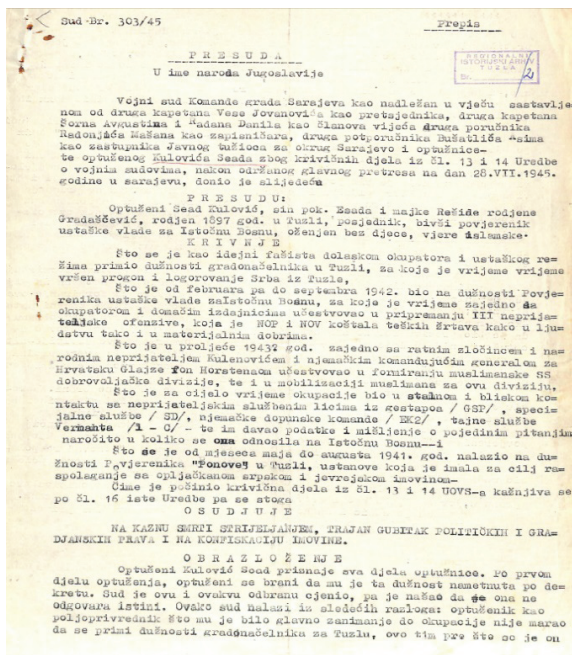 Sud-Br. 303/45
Prepis
REGIONALNI
ISTORIJSKI ARHIV
TUZLA
P R E S U D A
U ime naroda Jugoslavije
Vojni sud Komande grada Sarajeva kao nadležan u vječu sastavlje=
nom od druga kapetana Vese Jovanovića kao pretsjednika, druga kapetana
Šorna Avgustina i Radana Danila kao članova vijeća druga poručnika
Radonjića Mašana kao zapisničara, druga potporučnika Bušatlića Asima
kao zastupnika Javnog tužioca za okrug Sarajevo i optužnice-
te optuženog Kulovića Seada zbog krivičnih djela iz čl. 13 i 14 Uredbe
o vojnim sudovima, nakon održanog glavnog pretresa na dan 28.VII.1945.
godine u sarajevu, donio je slijedeću
P R E S U D U:
Optuženi Sead Kulović, sin pok. Esada i majke Rešide rodjene
Gradaščević, rodjen 1897 god. u Tuzli, posjednik, bivši povjerenik
ustaške vlade za Istočnu Bosnu, oženjen bez djece, vjere islamske.
K R I V N J E
Što se je kao idejni fašista dolaskom okupatora i ustaškog re=
žima primio dužnosti gradonačelnika u Tuzli, za koje je vrijeme vrijeme
vršen progon i logorovanje Srba iz Tuzle,
Što je od februara pa do septembra 1942. bio na dužnosti Povje=
renika ustaške vlade zaIstočnu Bosnu, za koje je vrijeme zajedno sa
okupatorom i domaćim izdajnicima učestvovao u pripremanju III neprija=
teljske ofenzive, koja je NOP i NOV koštala teških žrtava kako u lju=
dstvu tako i u materijalnim dobrima.
Što je u proljeće 1943? god. zajedno sa ratnim zločincem i na=
rodnim neprijateljem Kulenovićem i njemačkim komandujućim generalom za
Hrvatsku Glajze fon Horstenaom učestvovao u formiranju muslimanske SS
dobrovoljačke divizije, te i u mobilizaciji muslimana za ovu diviziju,
Što je za cijalo vrijeme okupacije bio u stalnom i bliskom ko=
ntaktu sa neprijateljskim službenim licima iz gestapoa /GSP/, speci=
jalne službe /SD/, njemačke dopunske komande /EK2/, tajne službe
Vermahta /1 - C/- te im davao podatke i mišljenje o pojedinim pitanjima
naročito u koliko se ona odnosila na Istočnu Bosnu--i
Što se je od mjeseca maja do augusta 1941. god. nalazio na du=
žnosti Povjerenika "Ponove" u Tuzli, ustanove koja je imala za cilj ra=
spolaganje sa opljačkanom srpskom i jevrejskom imovinom-
Čime je počinio krivična djela iz čl. 13 i 14 UOVS-a kažnjiva se
po čl. 16 iste Uredbe pa se stoga
O S U D J U J E
NA KAZNU SMRTI STRIJELJANJEM, TRAJAN GUBITAK POLITIČKIH I GRA=
DJANSKIH PRAVA I NA KONFISKACIJU IMOVINE.
O B R A Z L O Ž E N J E
Optuženi Kulović Sead priznaje sva djela optužnice. Po prvom
djelu optuženja, optuženi se brani da mu je ta dužnost nametnuta po de=
kretu. Sud je ovu i ovakvu odbranu cjenio, pa je našao da je ona ne
odgovara istini. Ovako sud nalazi iz sledećih razloga: optuženik kao
poljoprivrednik što mu je bilo glavno zanimanje do okupacije nije morao
da se primi dužnosti gradonačelnika za Tuzlu, ovo tim pre što se je on